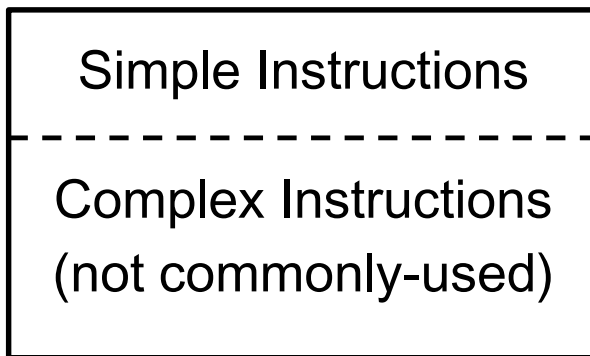 Simple Instructions
Complex Instructions
(not commonly-used)